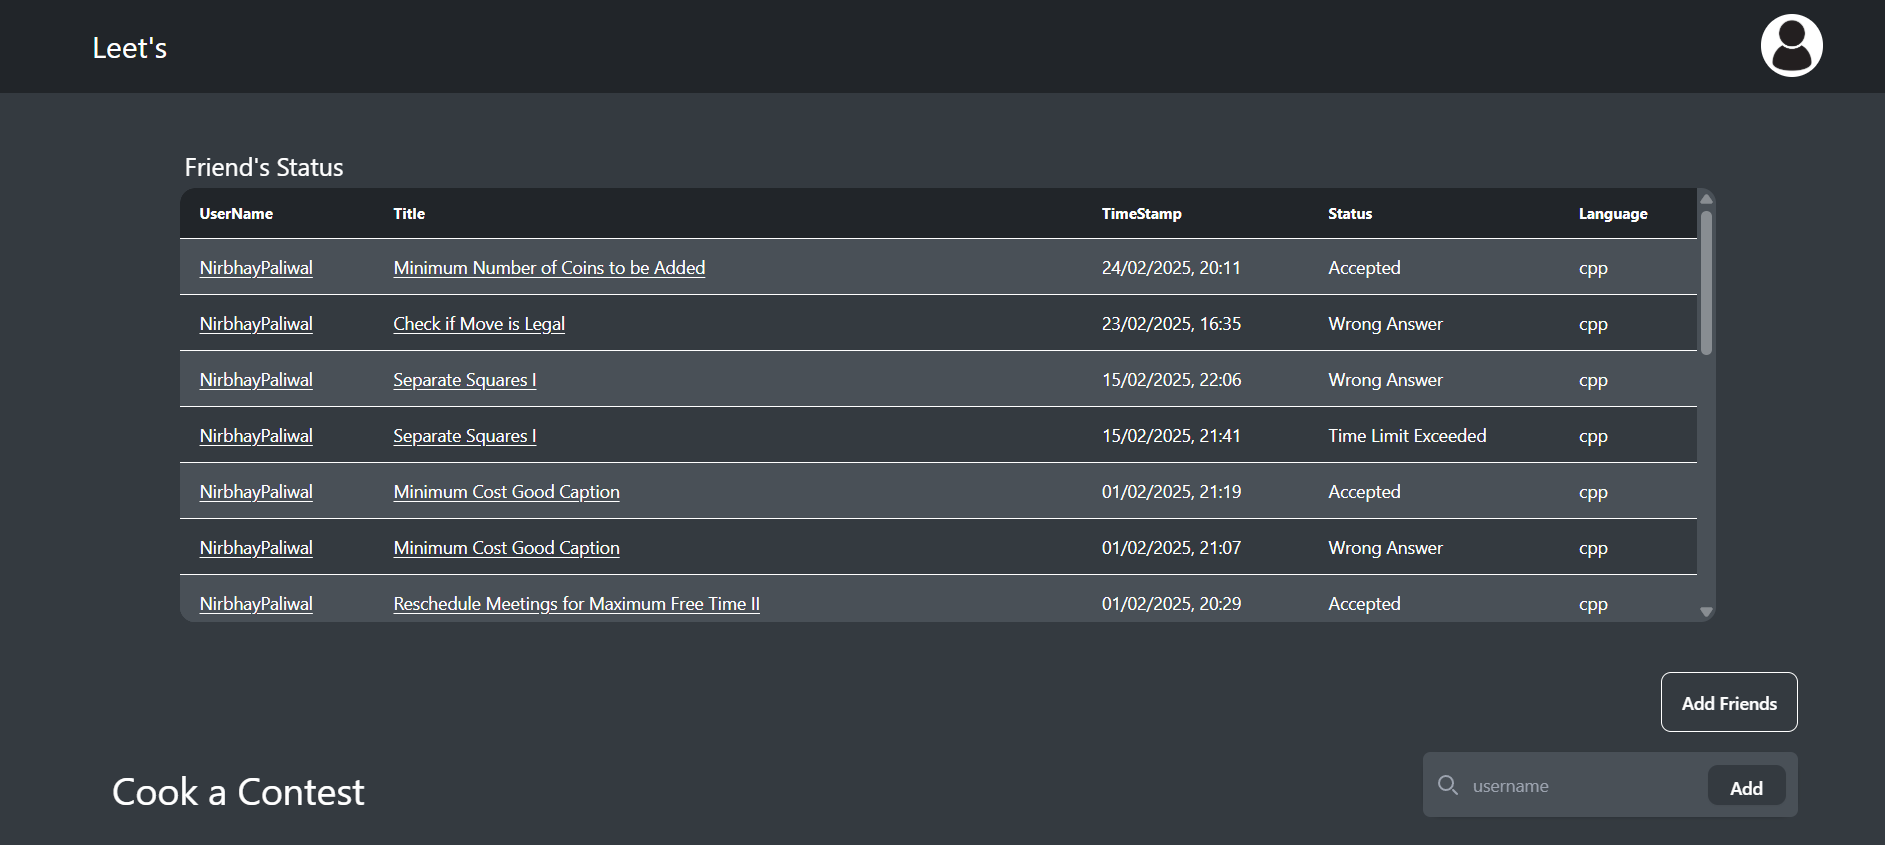 Leet's
Friend's Status
UserName Title TimeStamp Status Language
NirbhayPaliwal Minimum Number of Coins to be Added 24/02/2025, 20:11 Accepted cpp
NirbhayPaliwal Check if Move is Legal 23/02/2025, 16:35 Wrong Answer cpp
NirbhayPaliwal Separate Squares I 15/02/2025, 22:06 Wrong Answer cpp
NirbhayPaliwal Separate Squares I 15/02/2025, 21:41 Time Limit Exceeded cpp
NirbhayPaliwal Minimum Cost Good Caption 01/02/2025, 21:19 Accepted cpp
NirbhayPaliwal Minimum Cost Good Caption 01/02/2025, 21:07 Wrong Answer cpp
NirbhayPaliwal Reschedule Meetings for Maximum Free Time II 01/02/2025, 20:29 Accepted cpp
Add Friends
Cook a Contest
username Add